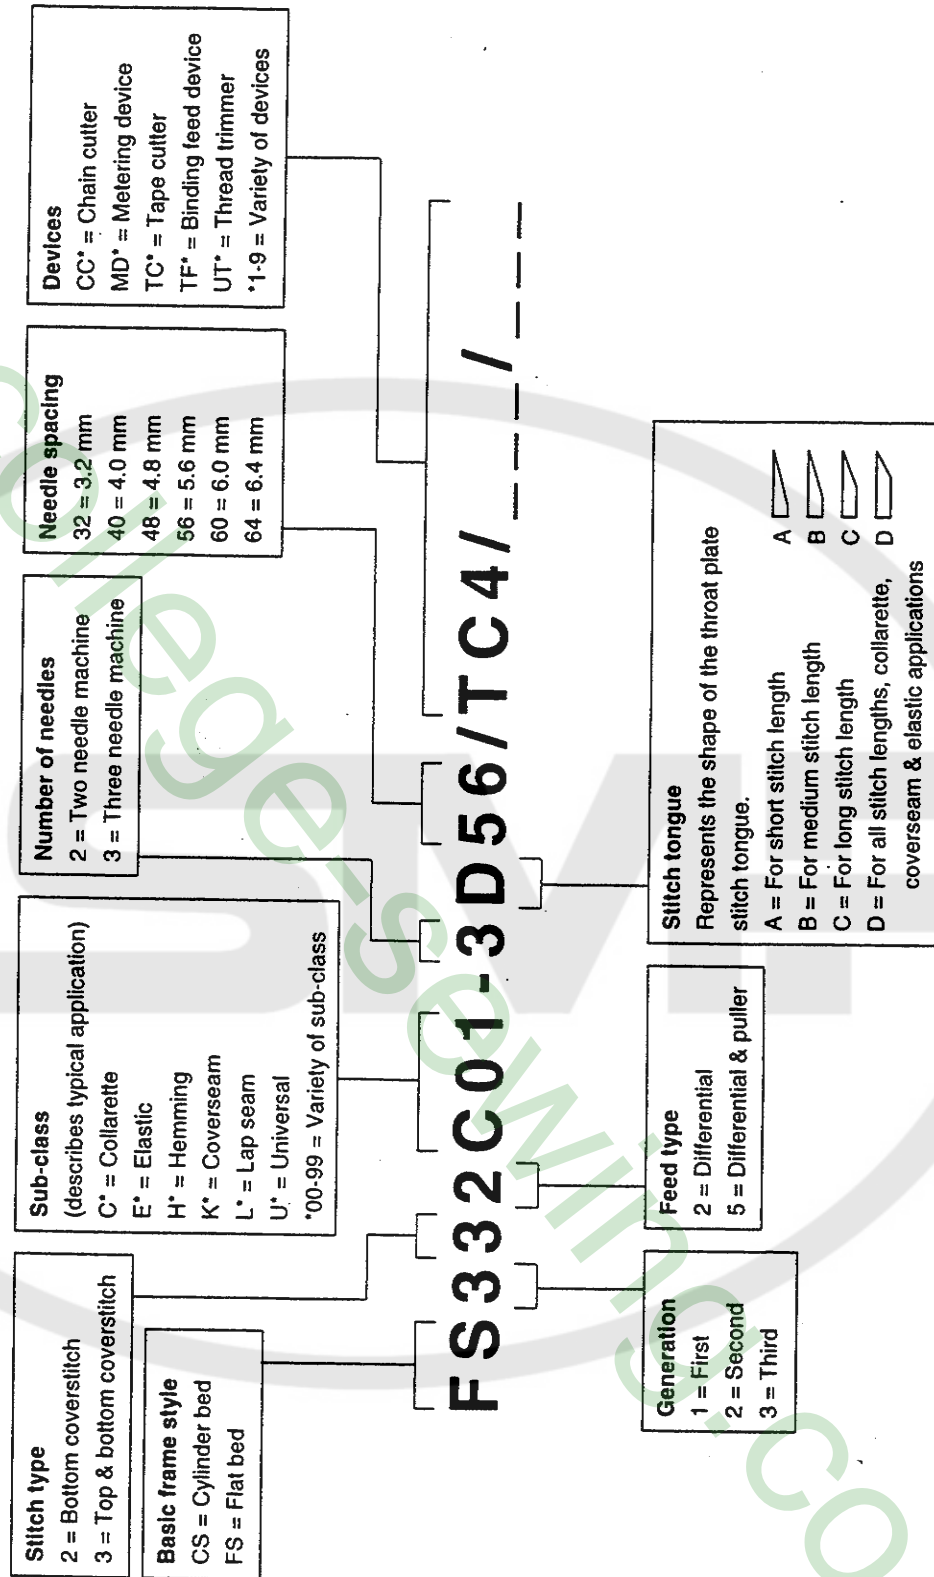 Stitch type
2 = Bottom coverstitch
3 = Top & bottom coverstitch
Basic frame style
CS = Cylinder bed
FS = Flat bed
Sub-class
(describes typical application)
C* = Collarette
E* = Elastic
H* = Hemming
K* = Coverseam
L* = Lap seam
U* = Universal
*00-99 = Variety of sub-class
Number of needles
2 = Two needle machine
3 = Three needle machine
Needle spacing
32 = 3.2 mm
40 = 4.0 mm
48 = 4.8 mm
56 = 5.6 mm
60 = 6.0 mm
64 = 6.4 mm
Devices
CC* = Chain cutter
MD* = Metering device
TC* = Tape cutter
TF* = Binding feed device
UT* = Thread trimmer
*1-9 = Variety of devices
FS332C01-3D56/TC4/___/___
Generation
1 = First
2 = Second
3 = Third
Feed type
2 = Differential
5 = Differential & puller
Stitch tongue
Represents the shape of the throat plate
stitch tongue.
A = For short stitch length A
B = For medium stitch length B
C = For long stitch length C
D = For all stitch lengths, collarette, D
coverseam & elastic applications
college-sewing.co